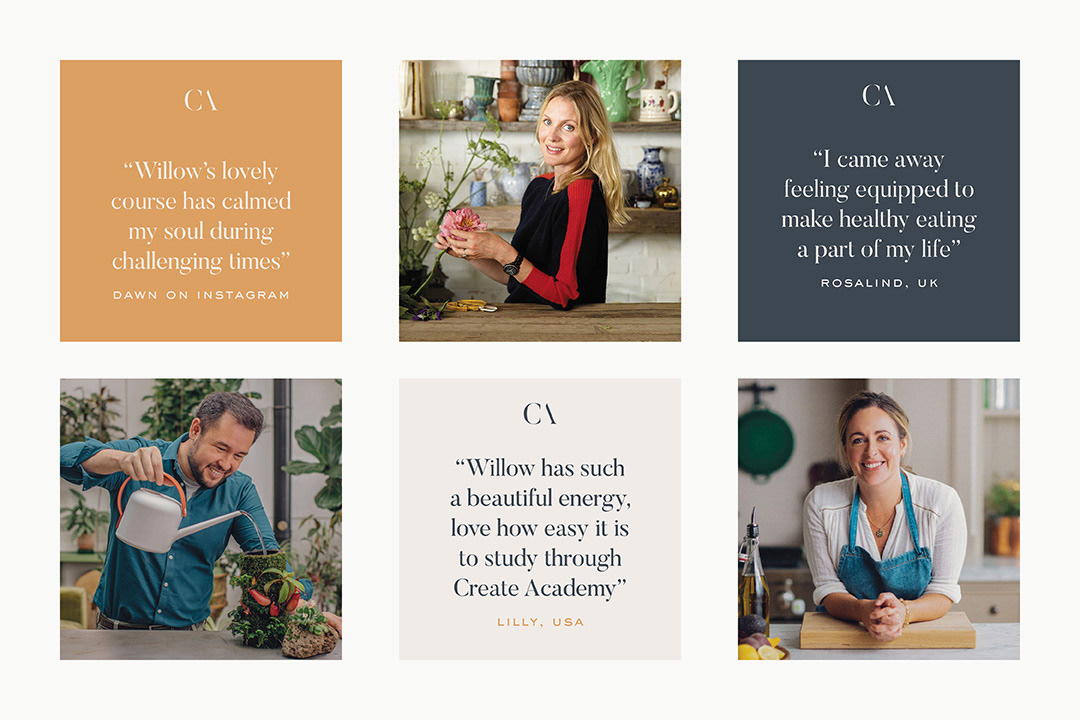 CA
“Willow’s lovely
course has calmed
my soul during
challenging times”
DAWN ON INSTAGRAM
CA
“I came away
feeling equipped to
make healthy eating
a part of my life”
ROSALIND, UK
CA
“Willow has such
a beautiful energy,
love how easy it is
to study through
Create Academy”
LILLY, USA